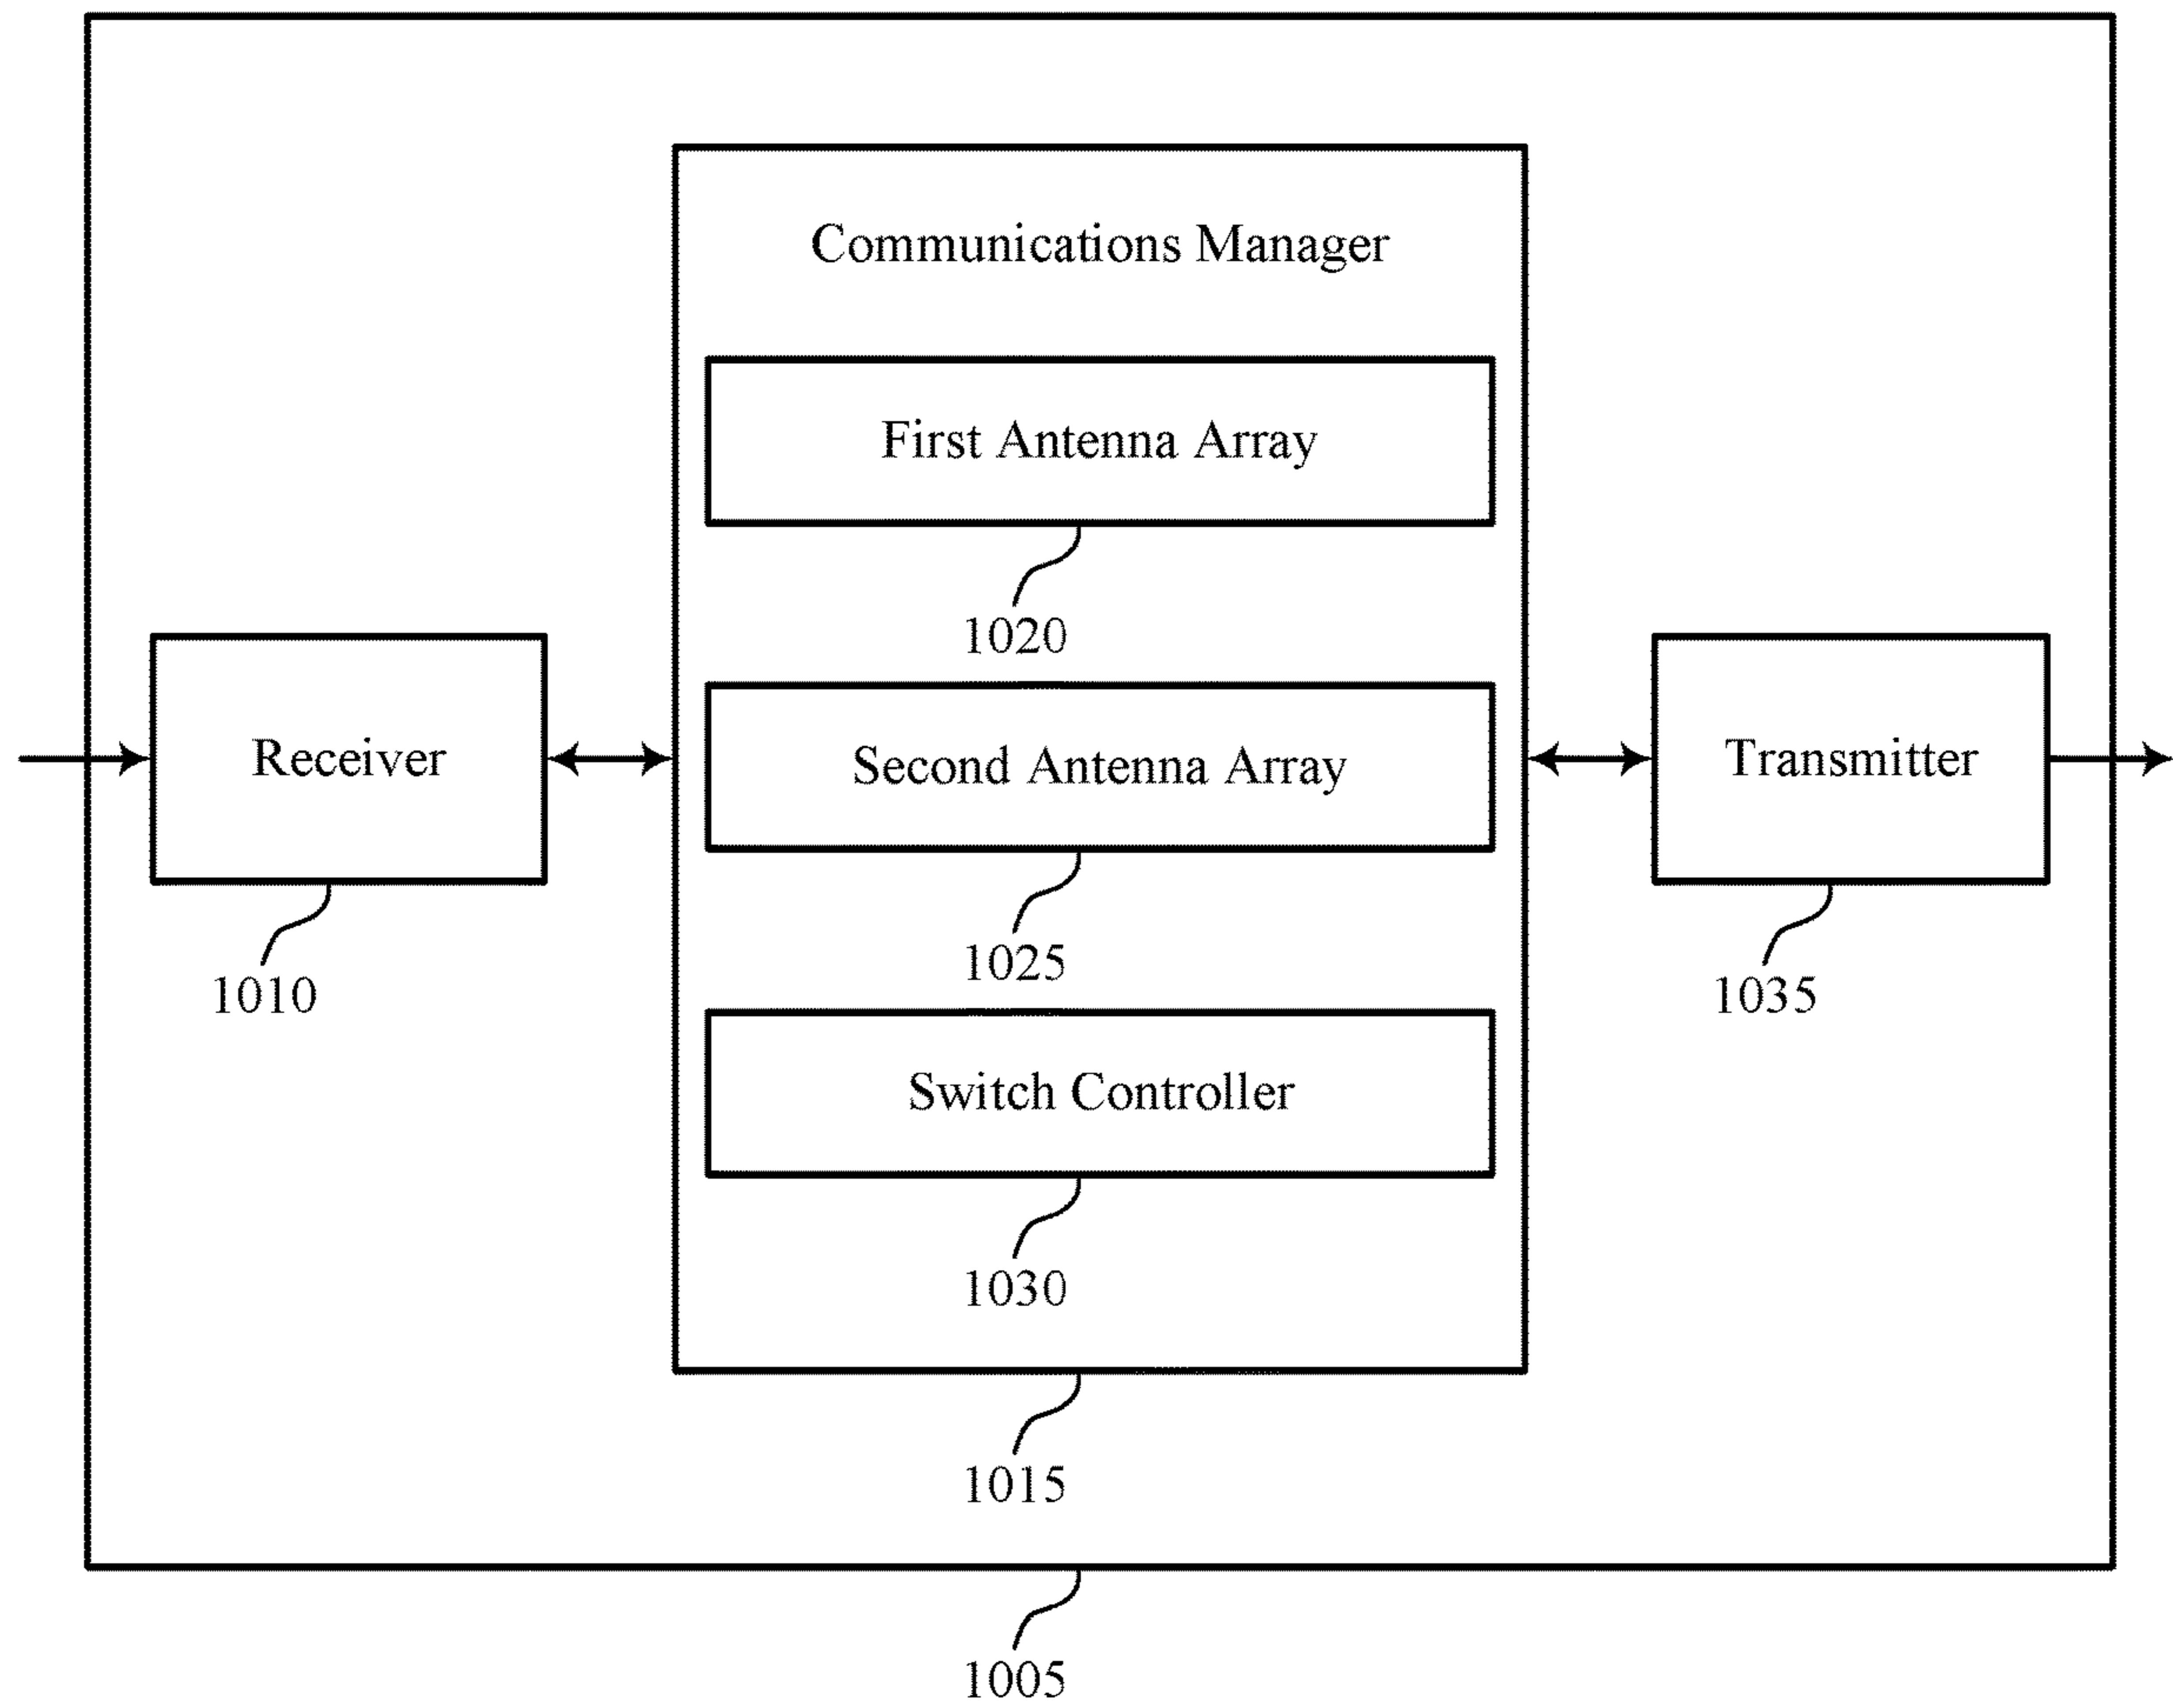 Communications Manager
First Antenna Array
1020
Receiver
1010
Second Antenna Array
1025
Transmitter
1035
Switch Controller
1030
1015
1005